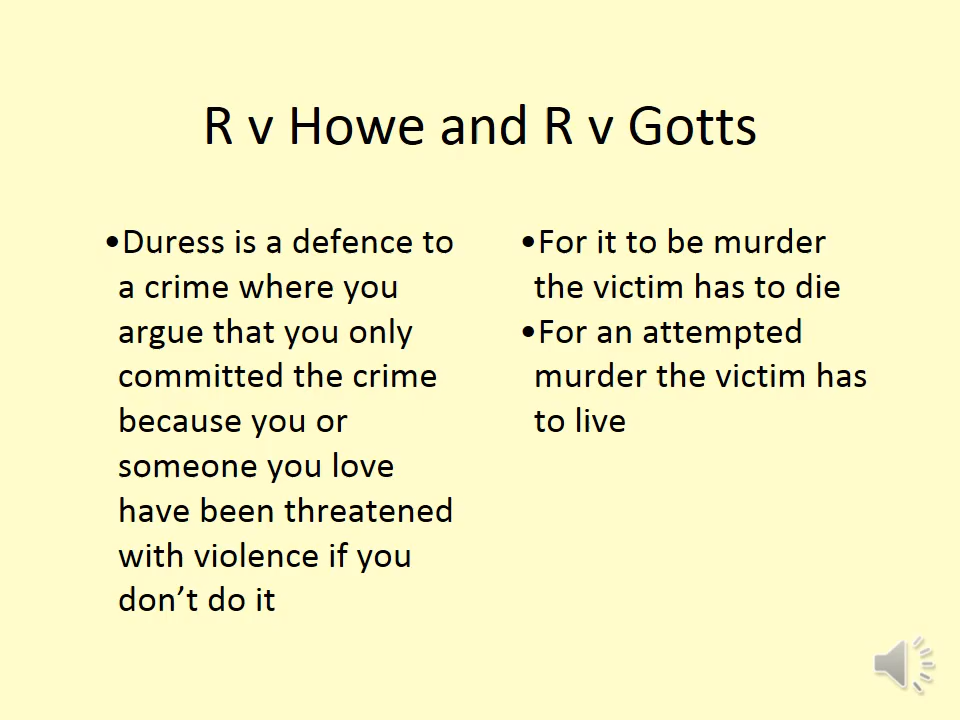 R v Howe and R v Gotts
•Duress is a defence to
a crime where you
argue that you only
committed the crime
because you or
someone you love
have been threatened
with violence if you
don’t do it
•For it to be murder
the victim has to die
•For an attempted
murder the victim has
to live